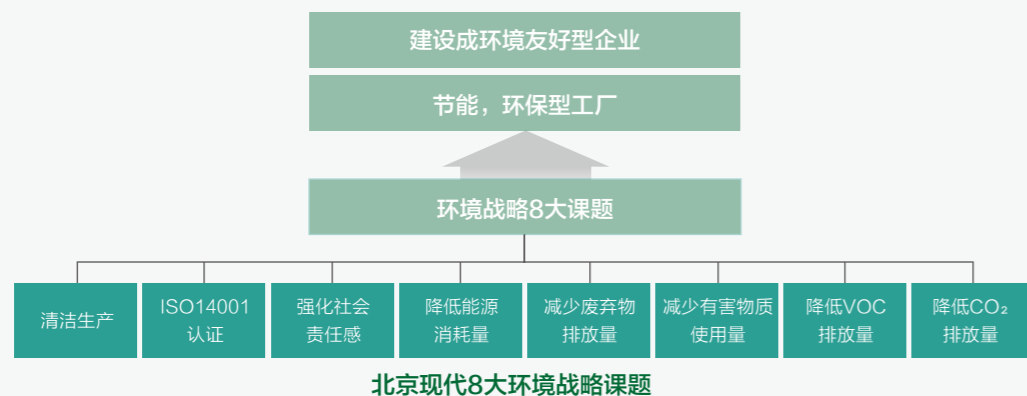 建设成环境友好型企业
节能，环保型工厂
环境战略8大课题
清洁生产
ISO14001
认证
强化社会
责任感
降低能源
消耗量
减少废弃物
排放量
减少有害物质
使用量
降低VOC
排放量
降低CO₂
排放量
北京现代8大环境战略课题